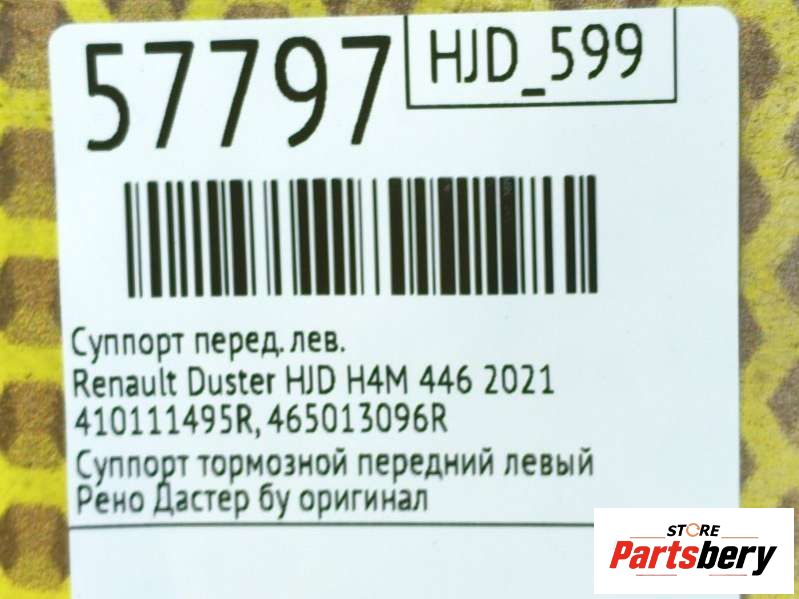 57797
HJD_599
Суппорт перед. лев.
Renault Duster HJD H4M 446 2021
410111495R, 465013096R
Суппорт тормозной передний левый
Рено Дастер бу оригинал
STORE
Partsbery